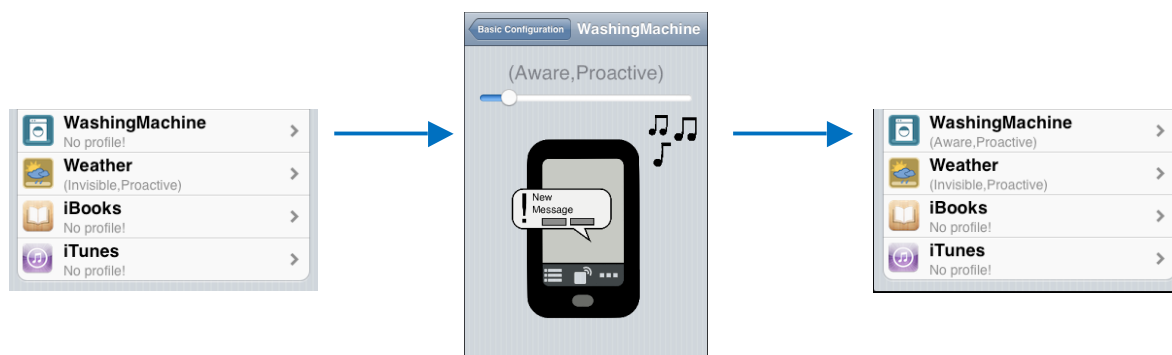 WashingMachine
No profile!
Weather
(Invisible,Proactive)
iBooks
No profile!
iTunes
No profile!
Basic Configuration WashingMachine
(Aware,Proactive)
! New
Message
WashingMachine
(Aware,Proactive)
Weather
(Invisible,Proactive)
iBooks
No profile!
iTunes
No profile!